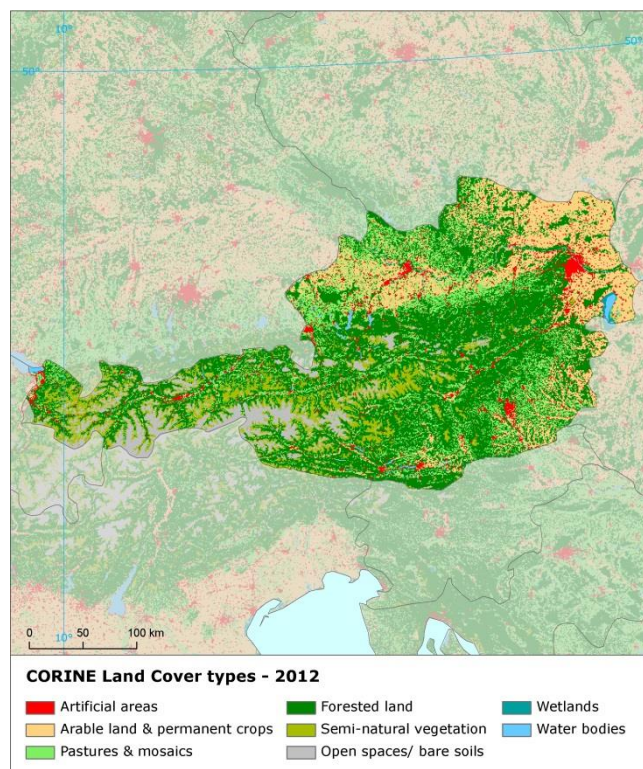 10°
50°
50°
0 50 100 km
10°
CORINE Land Cover types - 2012
Artificial areas
Forested land
Wetlands
Arable land & permanent crops
Semi-natural vegetation
Water bodies
Pastures & mosaics
Open spaces/ bare soils